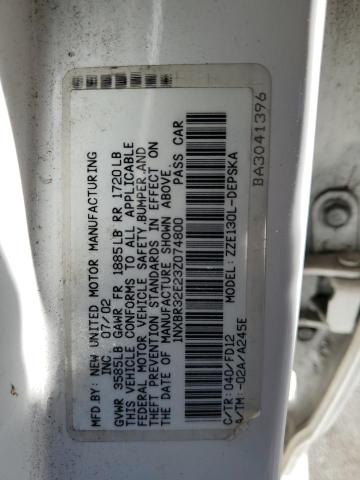 MFD.BY: NEW UNITED MOTOR MANUFACTURING
INC. 07/02
GVWR 3585LB GAWR FR 1885LB RR 1720LB
THIS VEHICLE CONFORMS TO ALL APPLICABLE
FEDERAL MOTOR VEHICLE SAFETY,BUMPER,AND
THEFT PREVENTION STANDARDS IN EFFECT ON
THE DATE OF MANUFACTURE SHOWN ABOVE
1NXBR32E23Z074800 PASS CAR
MODEL: ZZE130L-DEPSKA
C/TR: 040/FD12
A/TM: -02A/A245E
BA3041396